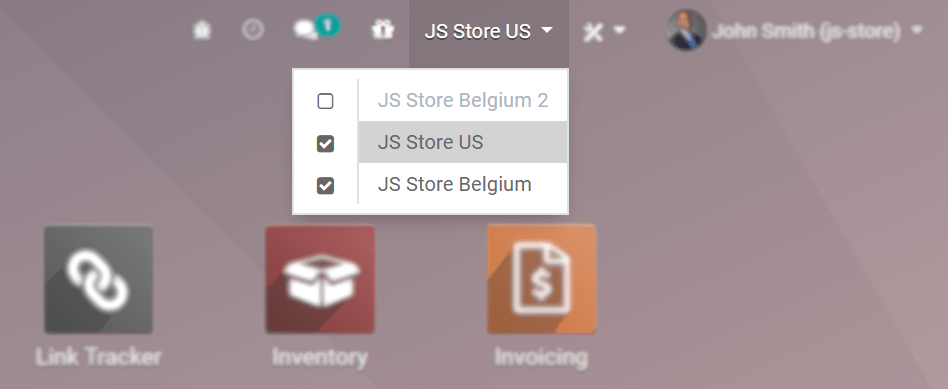 1
JS Store US
John Smith (js-store)
JS Store Belgium 2
JS Store US
JS Store Belgium
Link Tracker
Inventory
Invoicing